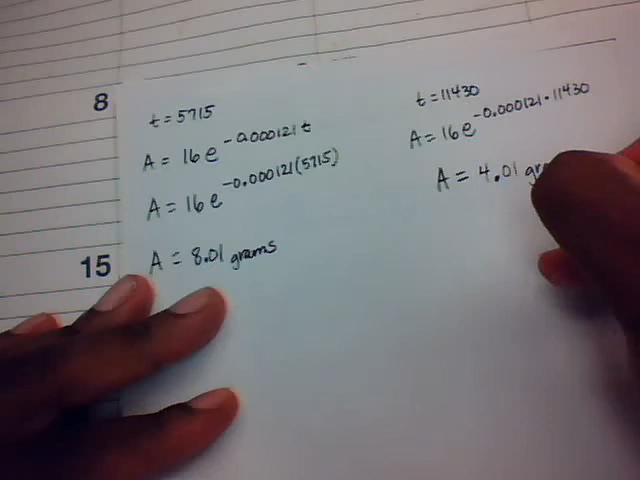 8
t = 5715
A = 16e^-0.000121t
A = 16e^-0.000121(5715)
15
A = 8.01 grams
t = 11430
A = 16e^-0.000121·11430
A = 4.01 gr